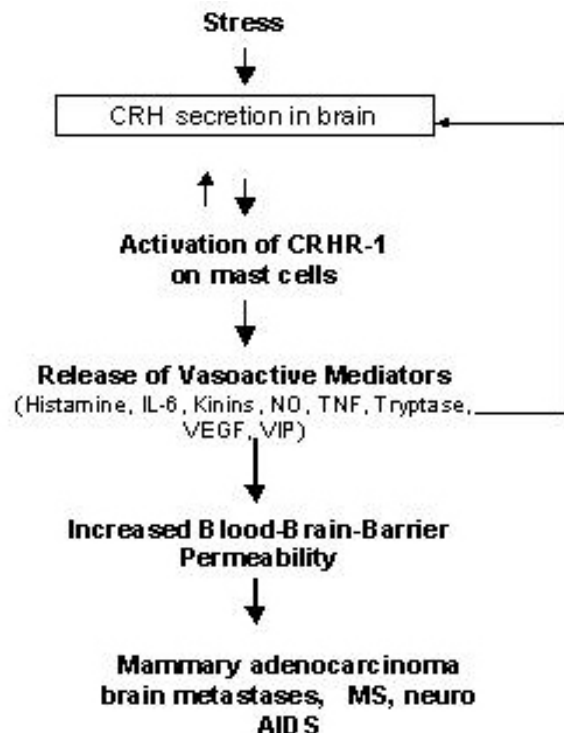 Stress
CRH secretion in brain
Activation of CRHR-1
on mast cells
Release of Vasoactive Mediators
(Histamine, IL-6, Kinins, NO, TNF, Tryptase,
VEGF, VIP)
Increased Blood-Brain-Barrier
Permeability
Mammary adenocarcinoma
brain metastases, MS, neuro
AIDS